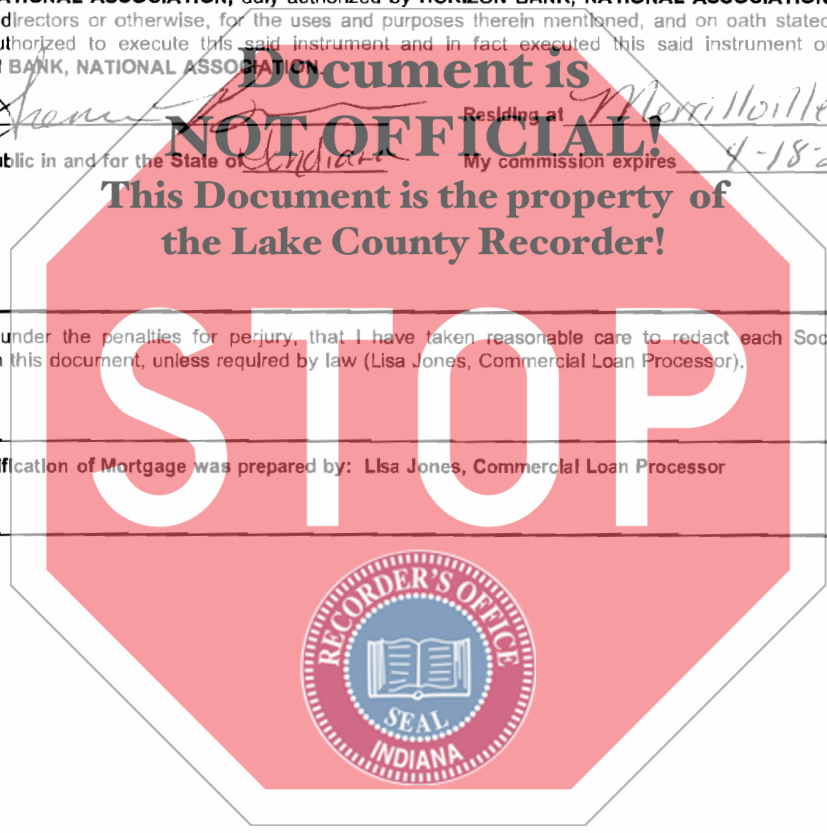 NATIONAL ASSOCIATION, duly authorized by HORIZON BANK, NATIONAL ASSOCIATION
directors or otherwise, for the uses and purposes therein mentioned, and on oath stated
authorized to execute this said instrument and in fact executed this said instrument o
BANK, NATIONAL ASSOCIATION.
Document is
Residing at Merrilloille
NOT OFFICIAL!
blic in and for the State of Indiana My commission expires 4-18-2
This Document is the property of
the Lake County Recorder!
under the penalties for perjury, that I have taken reasonable care to redact each Soc
this document, unless required by law (Lisa Jones, Commercial Loan Processor).
STOP
ification of Mortgage was prepared by: Lisa Jones, Commercial Loan Processor
RECORDER'S OFFICE
SEAL
INDIANA